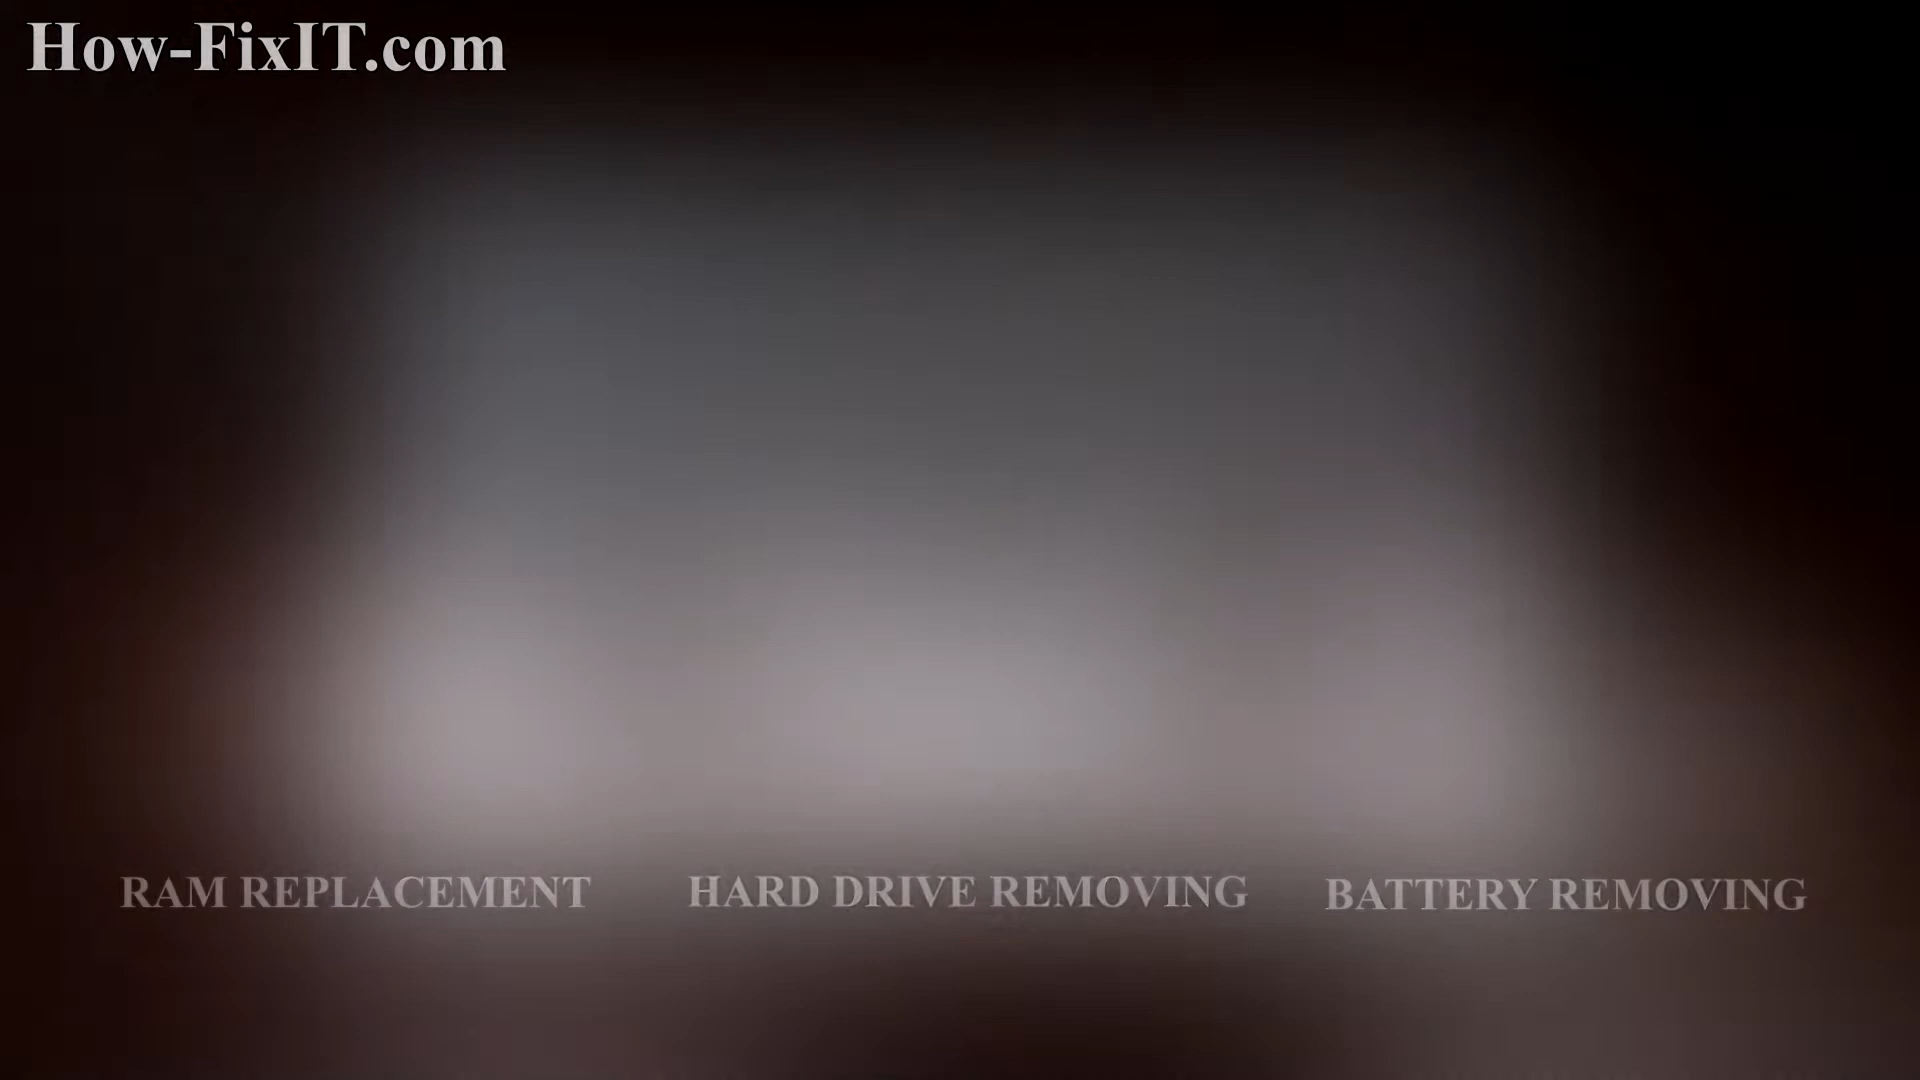 How-FixIT.com
RAM REPLACEMENT
HARD DRIVE REMOVING
BATTERY REMOVING